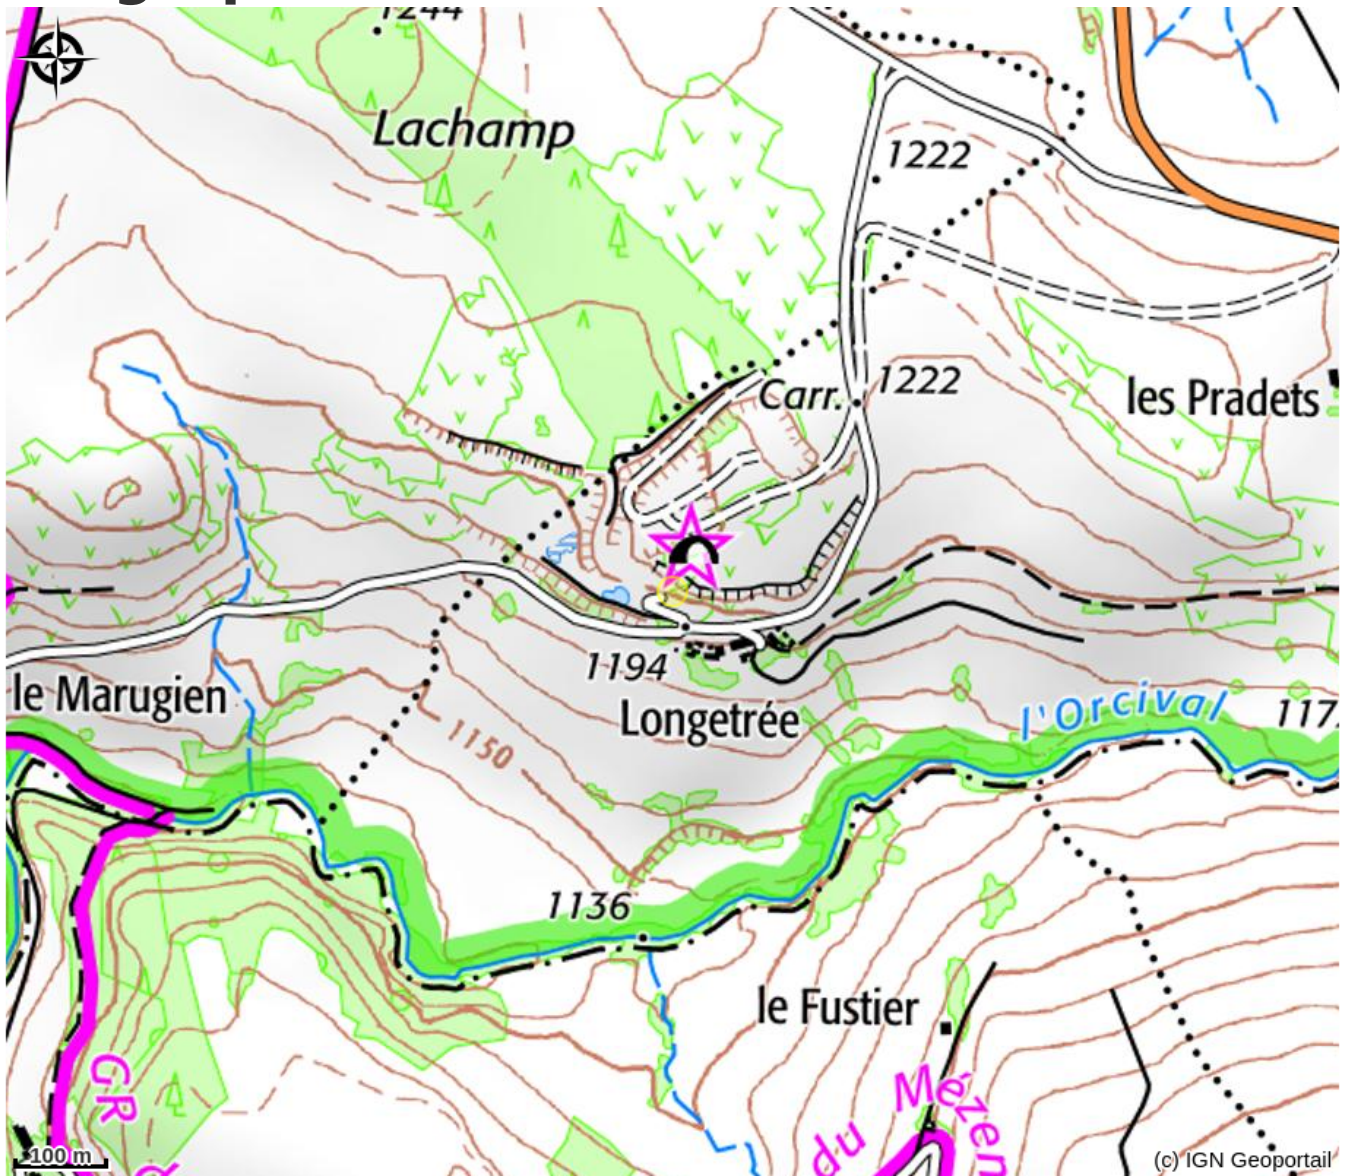 1244
Lachamp
1222
Carr.
1222
les Pradets
1194
le Marugien
Longetrée
l'Orcival
117
1150
1136
le Fustier
GR
du
Mézen
100 m
(c) IGN Geoportail